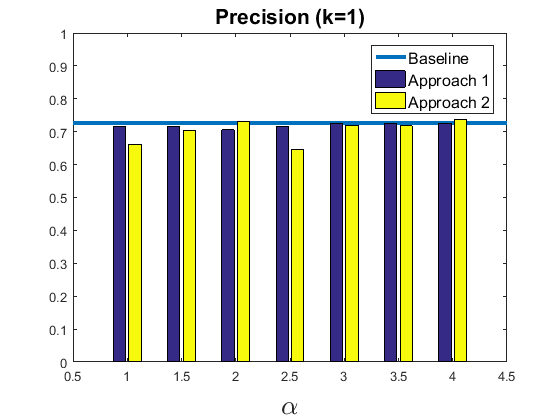 Precision (k=1)
1
0.9
0.8
0.7
0.6
0.5
0.4
0.3
0.2
0.1
0
Baseline
Approach 1
Approach 2
0.5 1 1.5 2 2.5 3 3.5 4 4.5
α